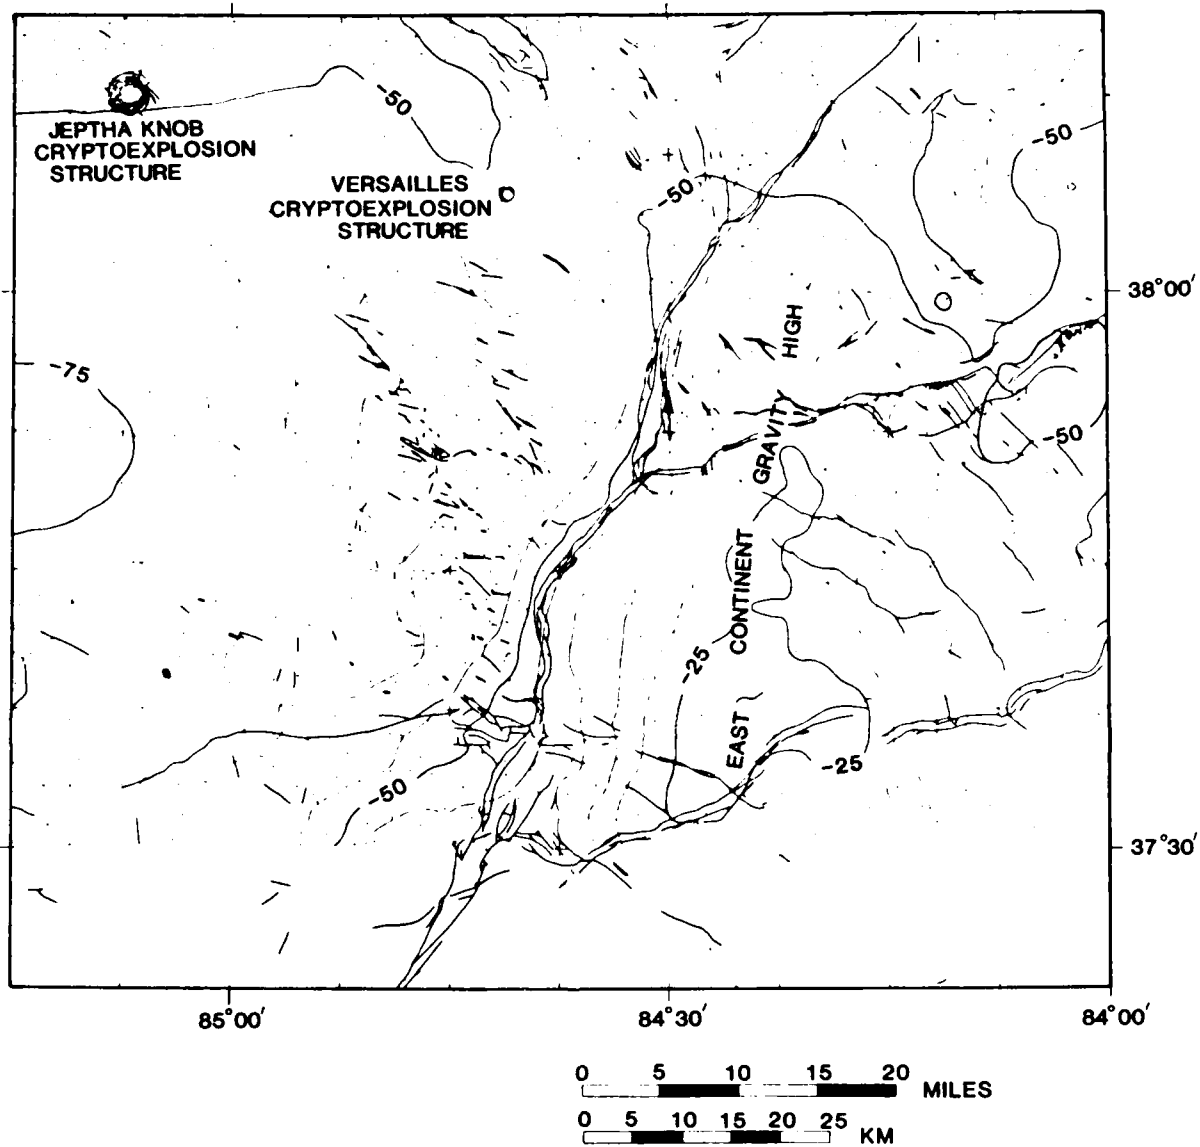 -50
JEPTHA KNOB
CRYPTOEXPLOSION
STRUCTURE
VERSAILLES
CRYPTOEXPLOSION
STRUCTURE
-50
-50
38°00'
-75
-50
EAST CONTINENT GRAVITY HIGH
-25
-25
-50
37°30'
85°00'
84°30'
84°00'
0 5 10 15 20 MILES
0 5 10 15 20 25 KM